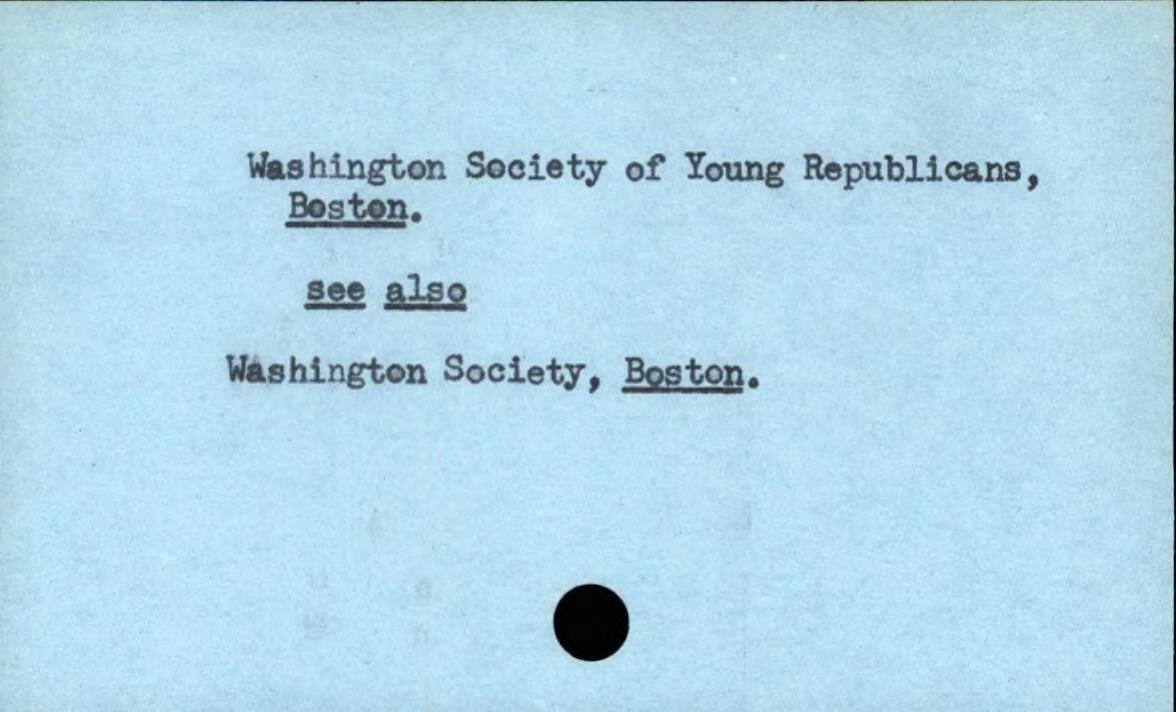 Washington Society of Young Republicans,
Boston.
see also
Washington Society, Boston.